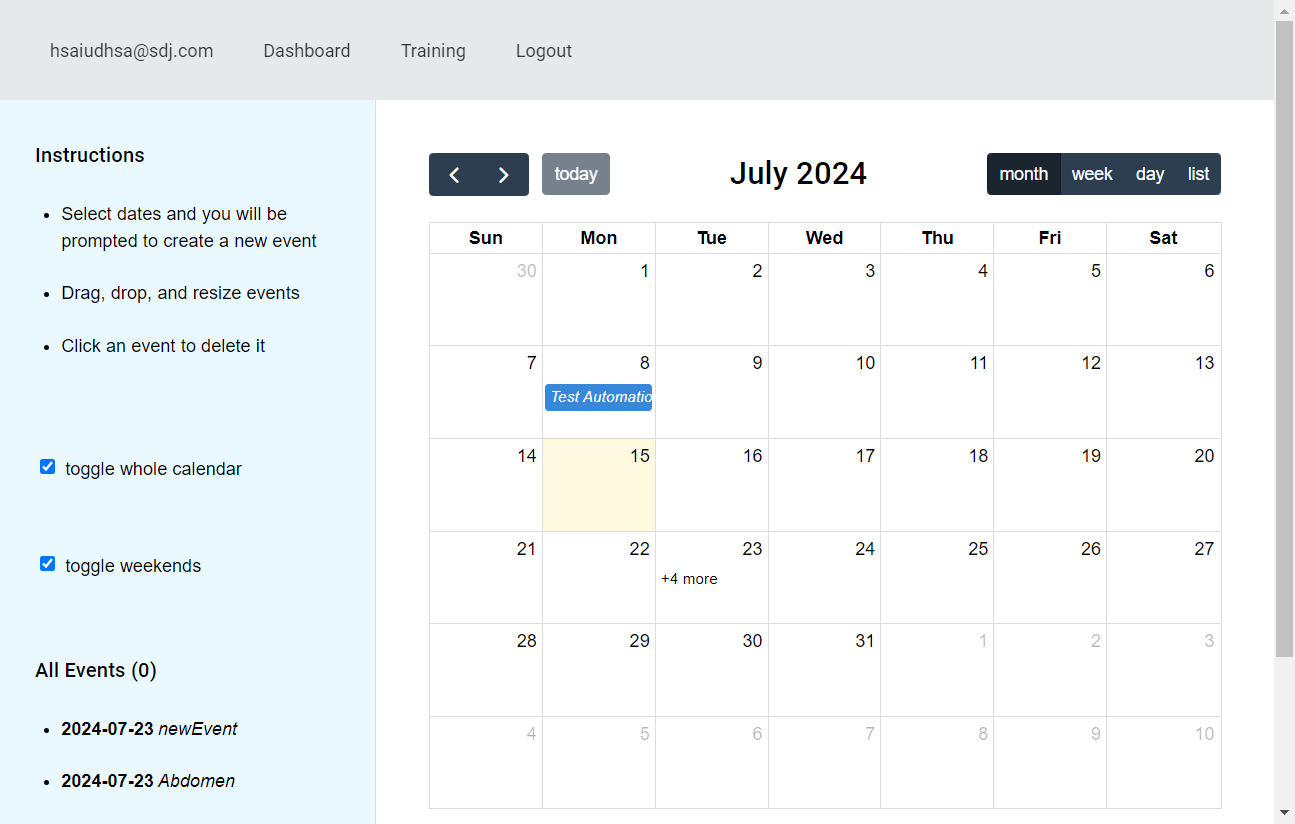 hsaiudhsa@sdj.com Dashboard Training Logout
Instructions
Select dates and you will be
prompted to create a new event
Drag, drop, and resize events
Click an event to delete it
toggle whole calendar
toggle weekends
All Events (0)
2024-07-23 newEvent
2024-07-23 Abdomen
today July 2024 month week day list
Sun Mon Tue Wed Thu Fri Sat
30 1 2 3 4 5 6
7 8 9 10 11 12 13
Test Automatio
14 15 16 17 18 19 20
21 22 23 24 25 26 27
+4 more
28 29 30 31 1 2 3
4 5 6 7 8 9 10